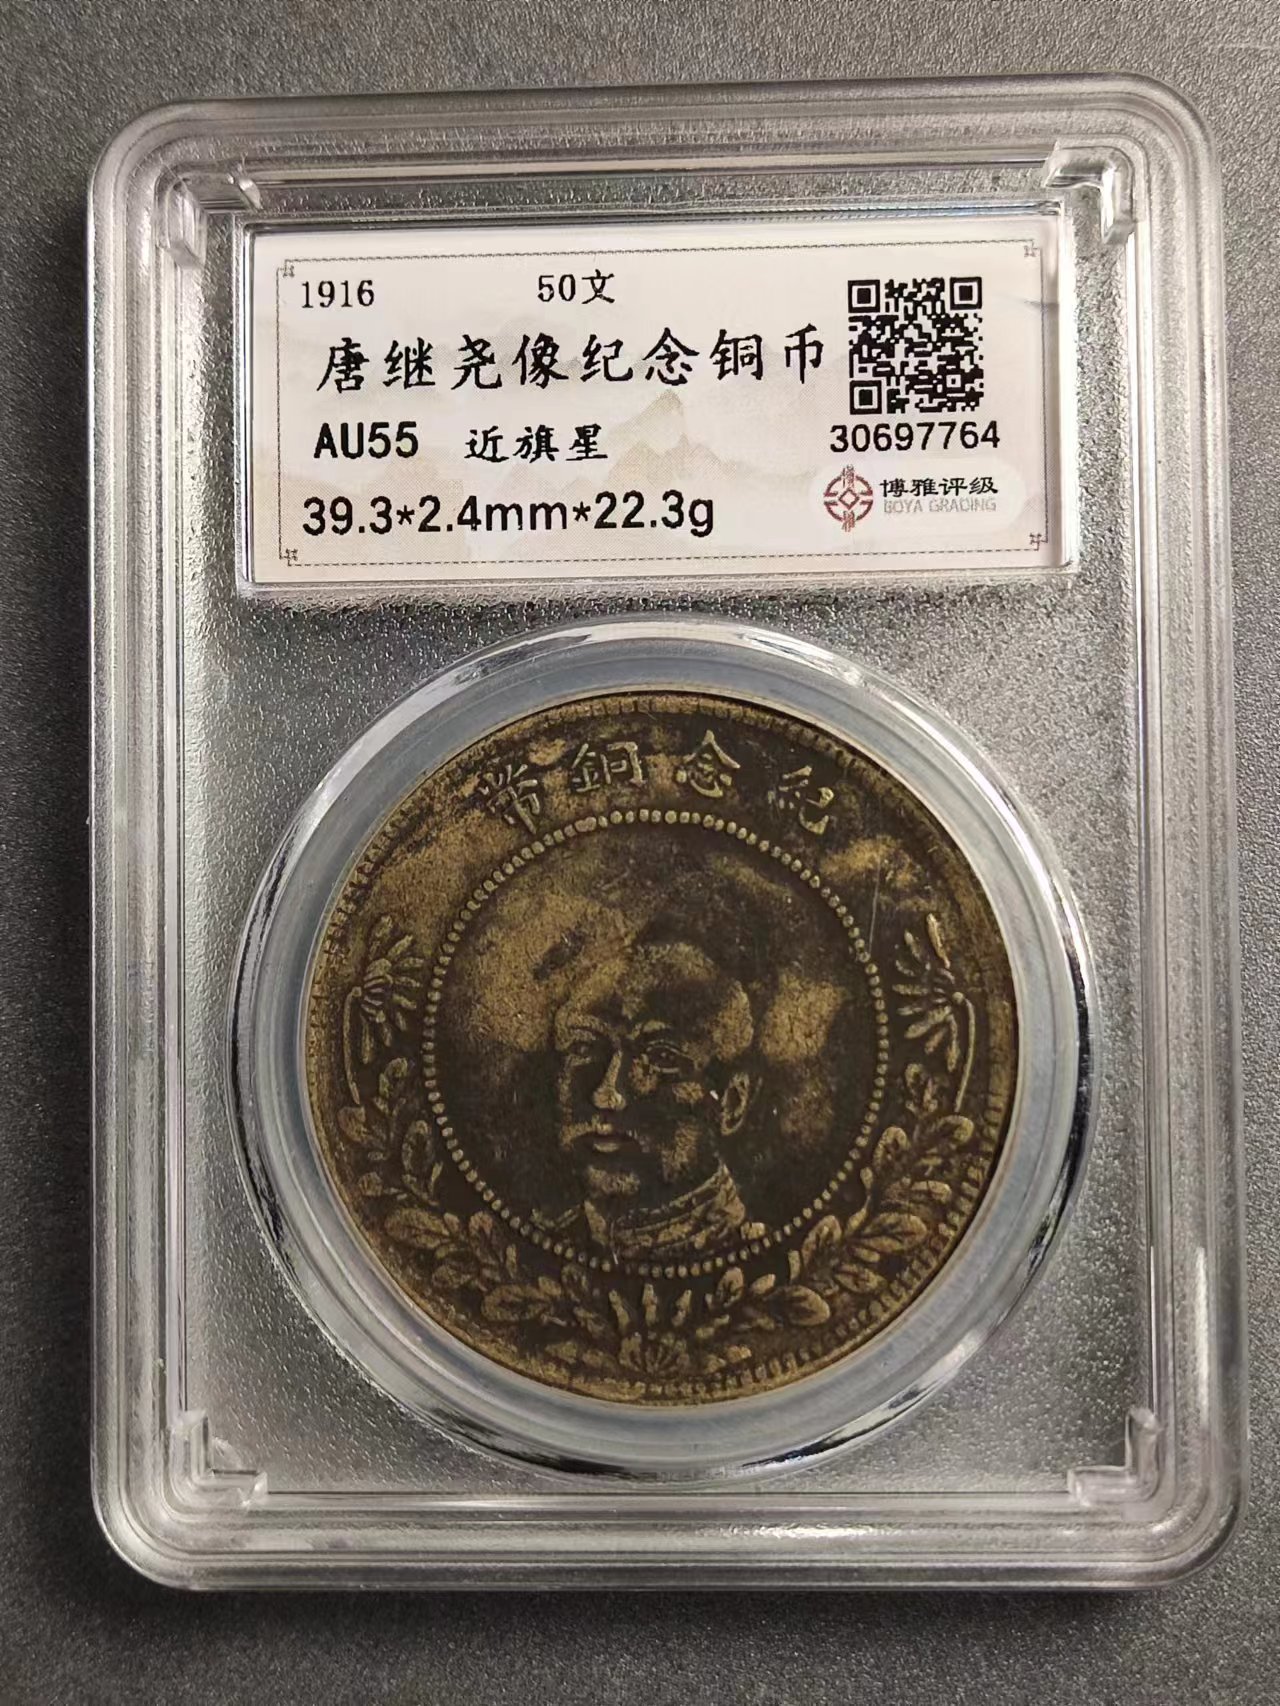 1916 50文
唐继尧像纪念铜币
AU55 近旗星
30697764
39.3*2.4mm*22.3g
博雅评级
BOYA GRADING
幣銅念紀